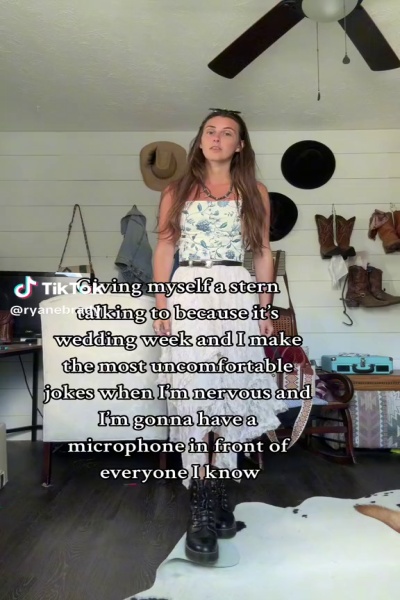 TikTok
Giving myself a stern
talking to because it's
wedding week and I make
the most uncomfortable
jokes when I'm nervous and
I'm gonna have a
microphone in front of
everyone I know